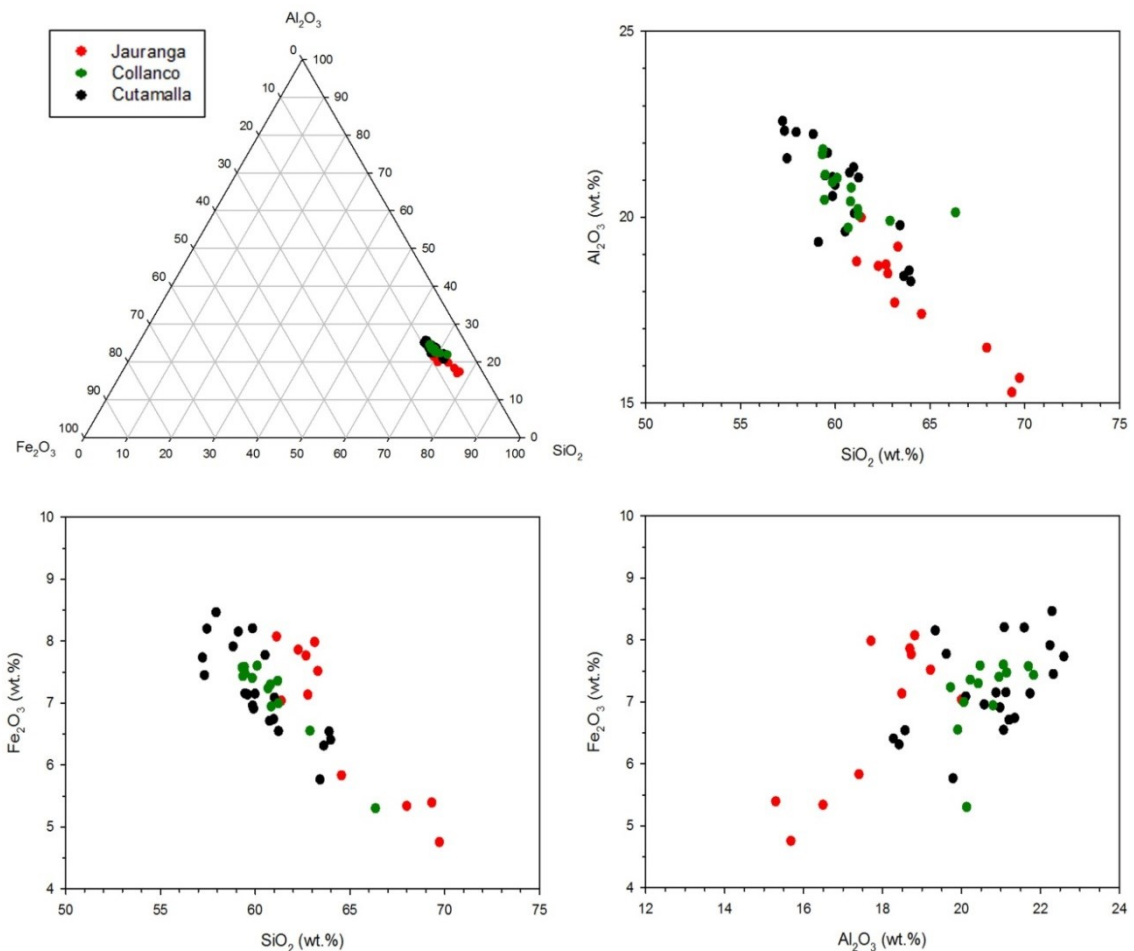 Al₂O₃
Jauranga
Collanco
Cutamalla
0 100
10 90
20 80
30 70
40 60
50 50
60 40
70 30
80 20
90 10
100 0
Fe₂O₃ 0 10 20 30 40 50 60 70 80 90 100 SiO₂
25
20
15
Al₂O₃ (wt.%)
50 55 60 65 70 75
SiO₂ (wt.%)
10
9
8
7
6
5
4
Fe₂O₃ (wt.%)
50 55 60 65 70 75
SiO₂ (wt.%)
10
9
8
7
6
5
4
Fe₂O₃ (wt.%)
12 14 16 18 20 22 24
Al₂O₃ (wt.%)